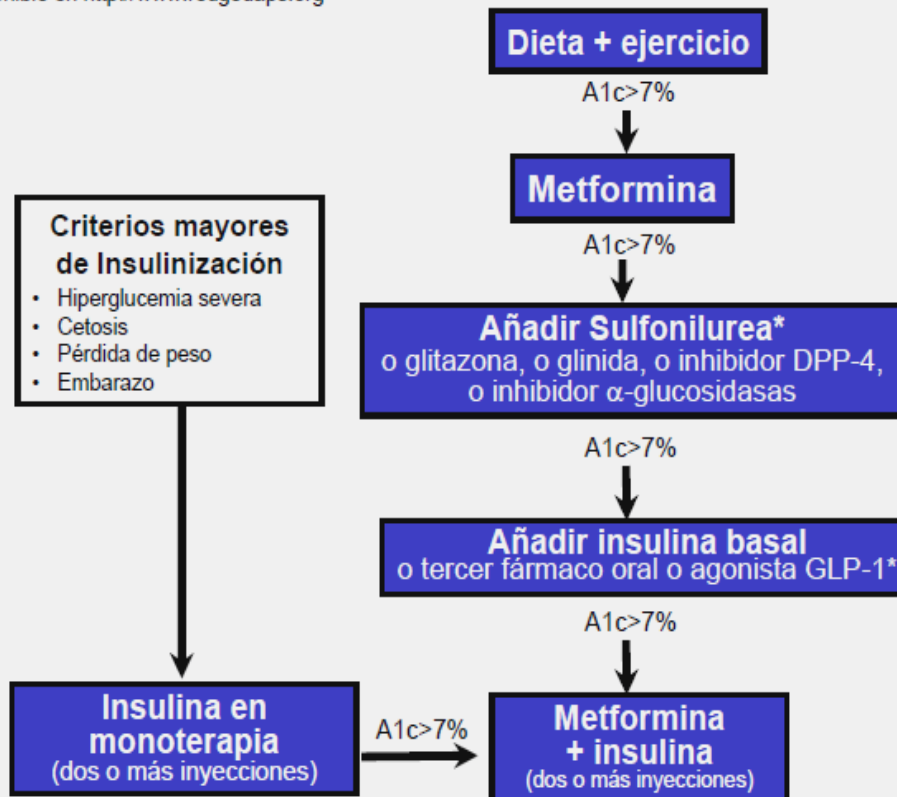 Dieta + ejercicio
A1c>7%
Metformina
A1c>7%
Criterios mayores
de Insulinización
• Hiperglucemia severa
• Cetosis
• Pérdida de peso
• Embarazo
Añadir Sulfonilurea*
o glitazona, o glinida, o inhibidor DPP-4,
o inhibidor α-glucosidasas
A1c>7%
Añadir insulina basal
o tercer fármaco oral o agonista GLP-1*
A1c>7%
Insulina en
monoterapia
(dos o más inyecciones)
A1c>7%
Metformina
+ insulina
(dos o más inyecciones)